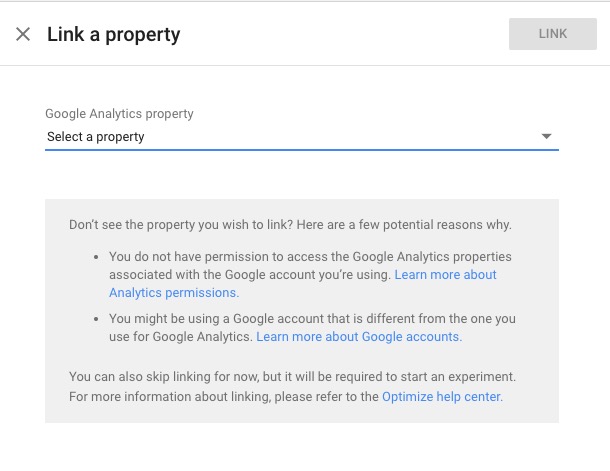 Link a property
LINK
Google Analytics property
Select a property
Don't see the property you wish to link? Here are a few potential reasons why.
• You do not have permission to access the Google Analytics properties
associated with the Google account you're using. Learn more about
Analytics permissions.
• You might be using a Google account that is different from the one you
use for Google Analytics. Learn more about Google accounts.
You can also skip linking for now, but it will be required to start an experiment.
For more information about linking, please refer to the Optimize help center.